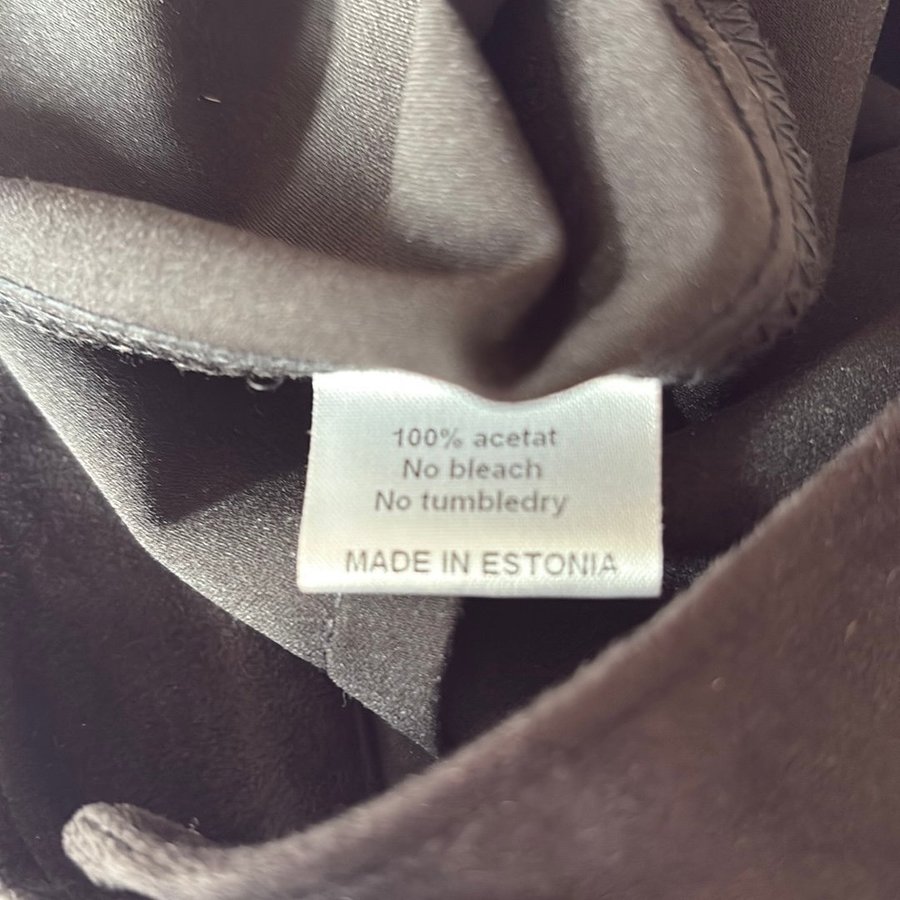 100% acetat
No bleach
No tumbledry
MADE IN ESTONIA